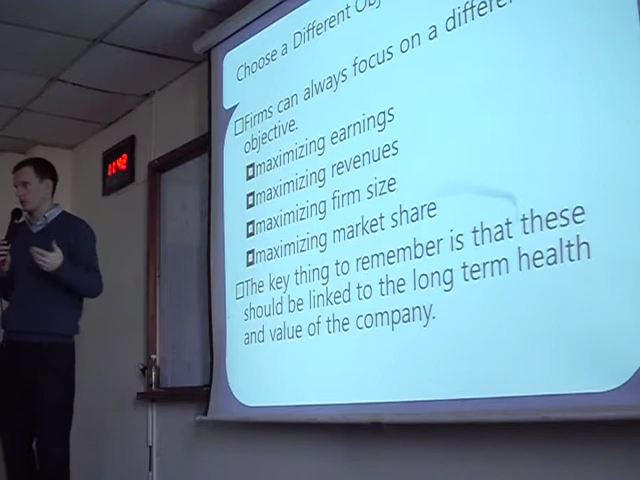 Choose a Different
Firms can always focus on a
objective.
maximizing earnings
maximizing revenues
maximizing firm size
maximizing market share
The key thing to remember is that these
should be linked to the long term health
and value of the company.
11:42